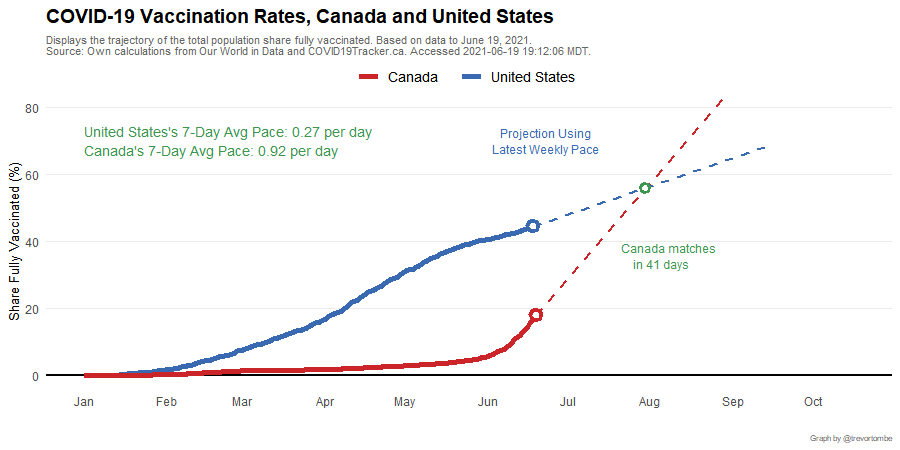 COVID-19 Vaccination Rates, Canada and United States
Displays the trajectory of the total population share fully vaccinated. Based on data to June 19, 2021.
Source: Own calculations from Our World in Data and COVID19Tracker.ca. Accessed 2021-06-19 19:12:06 MDT.
Canada United States
80
United States's 7-Day Avg Pace: 0.27 per day
Canada's 7-Day Avg Pace: 0.92 per day
Projection Using
Latest Weekly Pace
Share Fully Vaccinated (%)
60
40
Canada matches
in 41 days
20
0
Jan Feb Mar Apr May Jun Jul Aug Sep Oct
Graph by @trevortombe